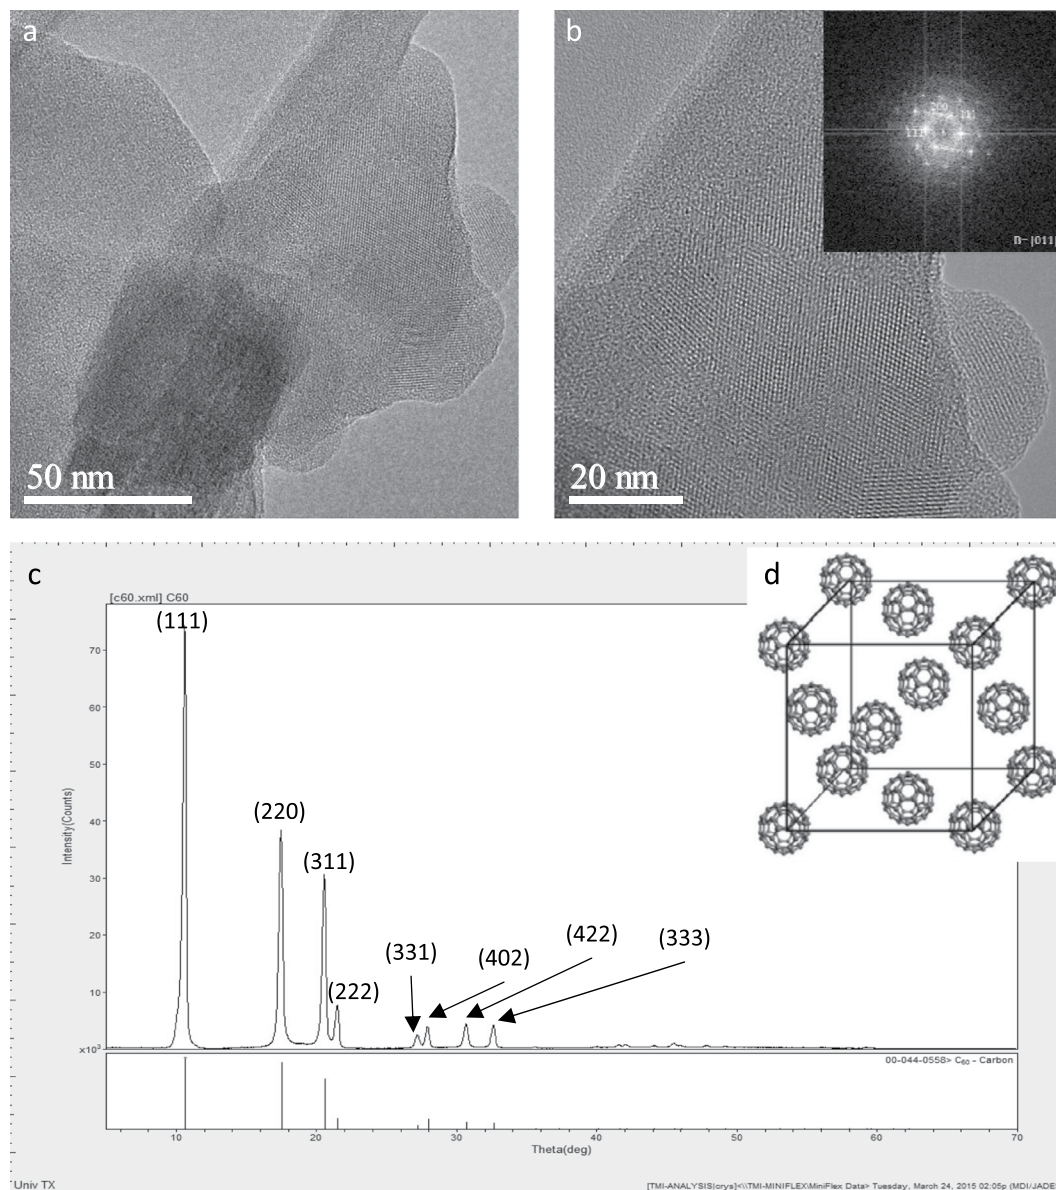 a
50 nm
b
200
111
B=[011]
20 nm
c
d
[c60.xml] C60
(111)
(220)
(311)
(222)
(331)
(402)
(422)
(333)
Intensity(Counts)
70
60
50
40
30
20
10
x10³
00-044-0558> C₆₀ - Carbon
10 20 30 40 50 60 70
Theta(deg)
Univ TX
[TMI-ANALYSIS|crys]<\\TMI-MINIFLEX\MiniFlex Data> Tuesday, March 24, 2015 02:05p (MDI/JADE